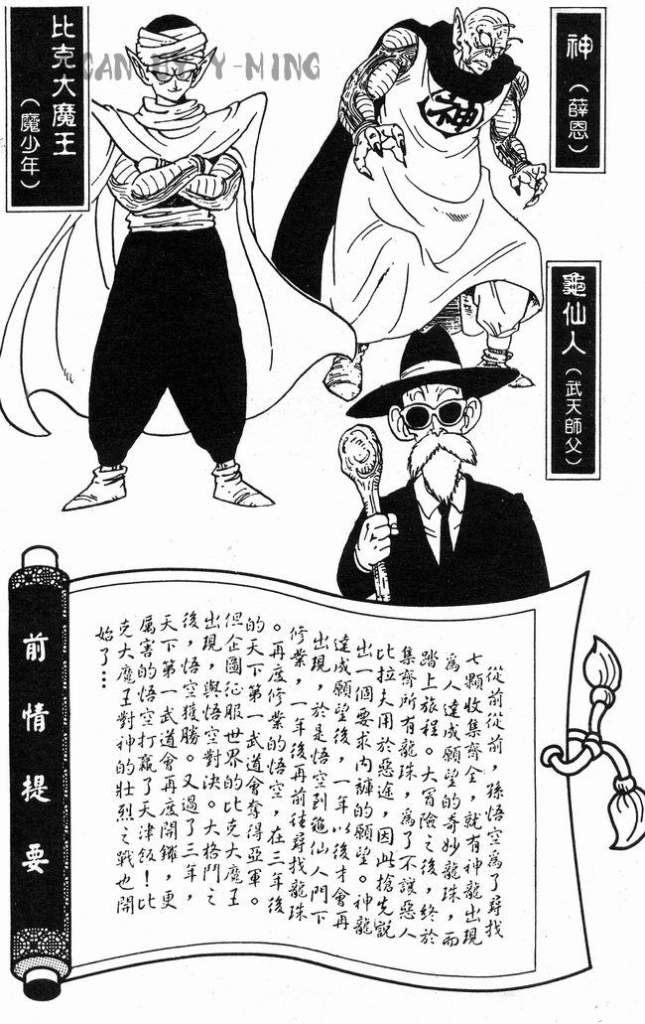 神
(薛恩)
神
比克大魔王
(魔少年)
龜仙人
(武天師父)
從前從前,孫悟空為了尋找
七顆收集齊全,就有神龍出現
為人達成願望的奇妙龍珠,而
踏上旅程。大冒險之後,終於
集齊所有龍珠,為了不讓惡人
比拉夫用於惡途,因此搶先說
出一個要求內褲的願望。神龍
達成願望後,一年以後才會再
出現,於是悟空到龜仙人門下
修業,一年後再前往尋找龍珠
。再度修業的悟空,在三年後
的天下第一武道會奪得亞軍。
但企圖征服世界的比克大魔王
出現,與悟空對決。大格鬥之
後,悟空獲勝。又過了三年,
天下第一武道會再度開鑼,更
厲害的悟空打贏了天津飯!比
克大魔王對神的壯烈之戰也開
始了…
前情提要